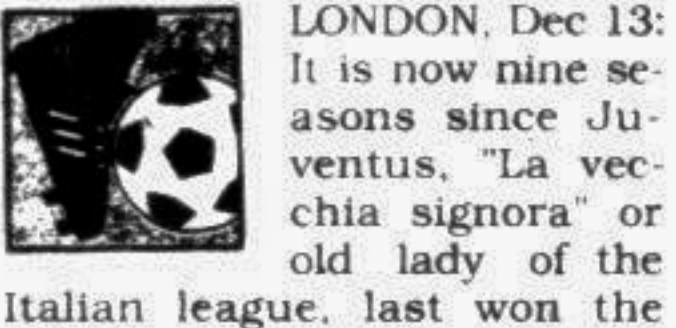 LONDON, Dec 13:
It is now nine se-
asons since Ju-
ventus, "La vec-
chia signora" or
old lady of the
Italian league, last won the